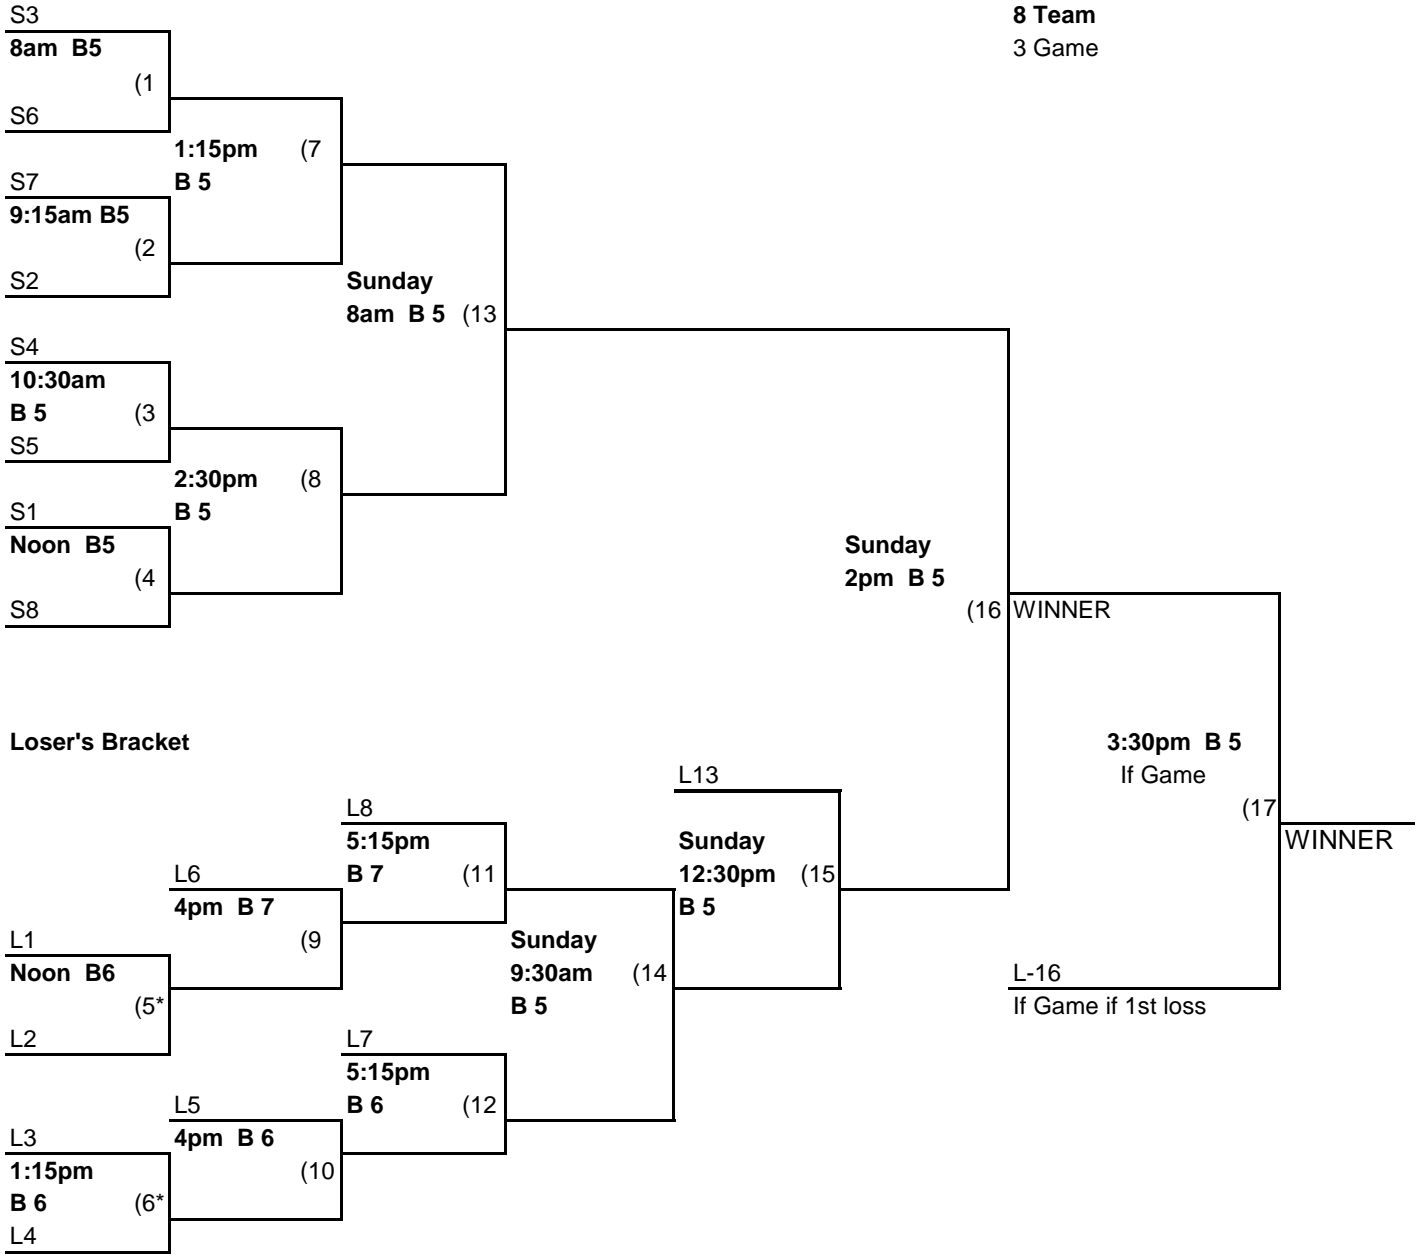 S3
8 Team
8am B5
3 Game
(1
S6
1:15pm (7
S7
B 5
9:15am B5
(2
S2
Sunday
8am B 5 (13
S4
10:30am
B 5 (3
S5
2:30pm (8
S1
B 5
Noon B5
Sunday
(4
2pm B 5
S8
(16 WINNER
Loser's Bracket
3:30pm B 5
L13
If Game
L8
(17
5:15pm
Sunday
WINNER
L6
B 7 (11
12:30pm (15
4pm B 7
B 5
L1
(9
Sunday
Noon B6
9:30am (14
L-16
(5*
B 5
If Game if 1st loss
L2
L7
5:15pm
L5
B 6 (12
L3
4pm B 6
1:15pm
(10
B 6 (6*
L4